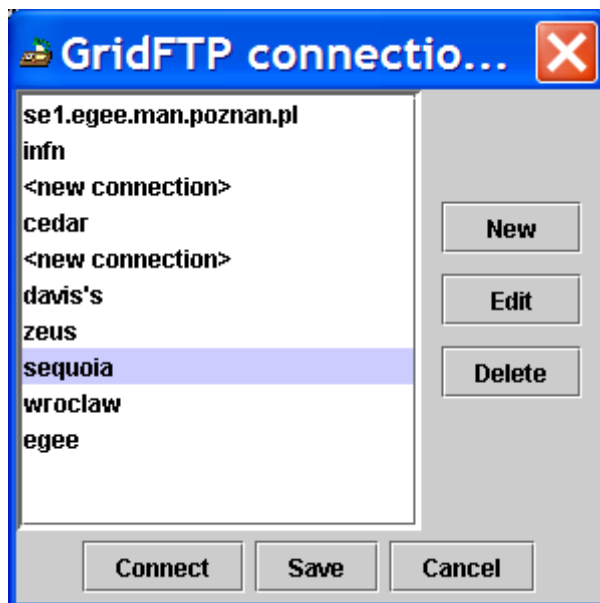 GridFTP connectio...
se1.egee.man.poznan.pl
infn
<new connection>
cedar
<new connection>
davis's
zeus
sequoia
wroclaw
egee
New
Edit
Delete
Connect Save Cancel